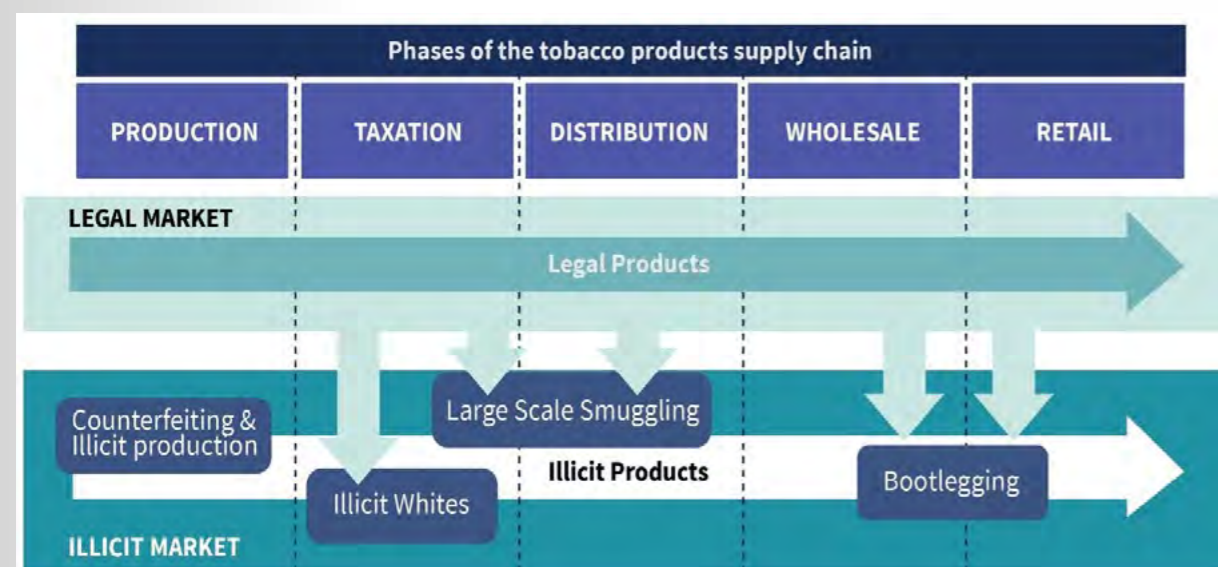 Phases of the tobacco products supply chain
PRODUCTION
TAXATION
DISTRIBUTION
WHOLESALE
RETAIL
LEGAL MARKET
Legal Products
Counterfeiting &
Illicit production
Large Scale Smuggling
Illicit Whites
Illicit Products
Bootlegging
ILLICIT MARKET